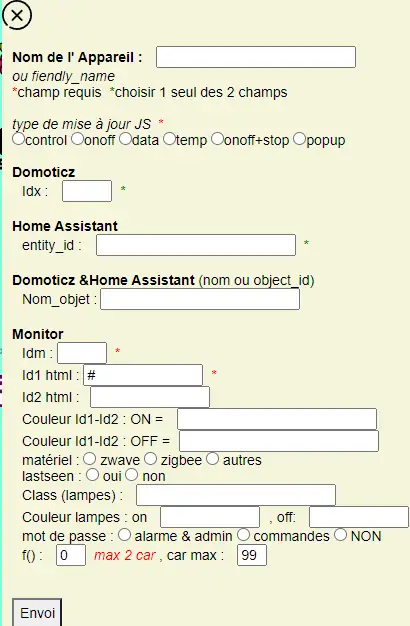 Nom de l' Appareil :
ou fiendly_name
*champ requis *choisir 1 seul des 2 champs
type de mise à jour JS *
control onoff data temp onoff+stop popup
Domoticz
Idx : *
Home Assistant
entity_id : *
Domoticz &Home Assistant (nom ou object_id)
Nom_objet :
Monitor
Idm : *
Id1 html : # *
Id2 html :
Couleur Id1-Id2 : ON =
Couleur Id1-Id2 : OFF =
matériel : zwave zigbee autres
lastseen : oui non
Class (lampes) :
Couleur lampes : on , off:
mot de passe : alarme & admin commandes NON
f() : 0 max 2 car , car max : 99
Envoi